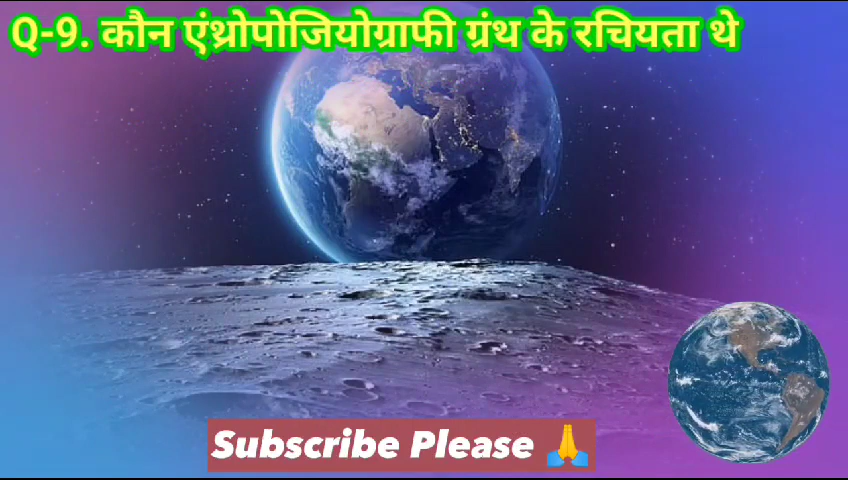 Q-9. कौन एंथ्रोपोजियोग्राफी ग्रंथ के रचियता थे
Subscribe Please 🙏